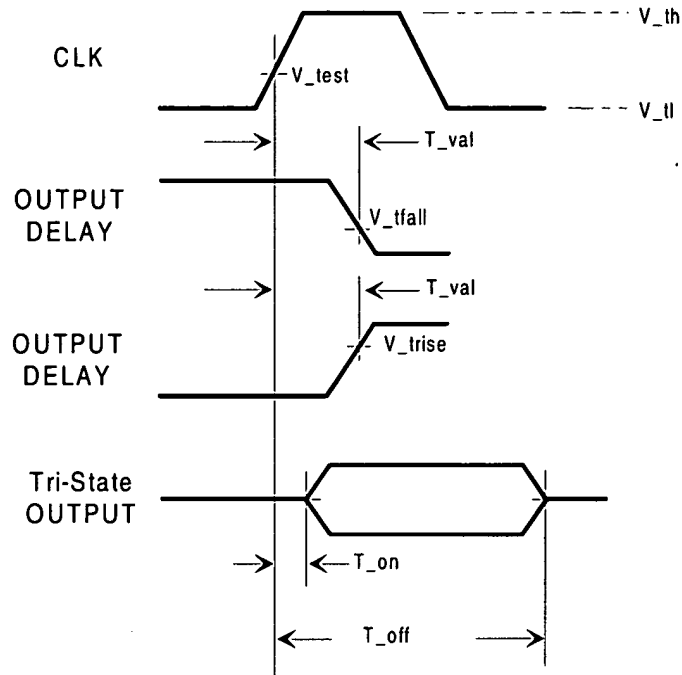 V_th
CLK
V_test
V_tl
T_val
OUTPUT
DELAY
V_tfall
T_val
OUTPUT
DELAY
V_trise
Tri-State
OUTPUT
T_on
T_off